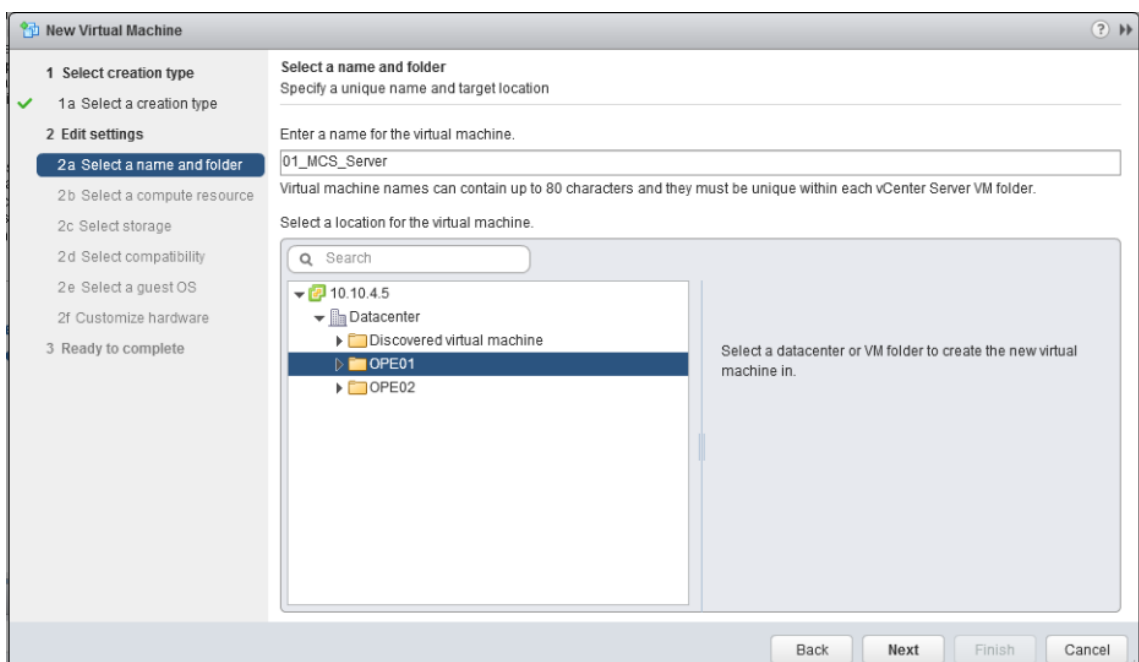 New Virtual Machine
1 Select creation type
1a Select a creation type
2 Edit settings
2a Select a name and folder
2b Select a compute resource
2c Select storage
2d Select compatibility
2e Select a guest OS
2f Customize hardware
3 Ready to complete
Select a name and folder
Specify a unique name and target location
Enter a name for the virtual machine.
01_MCS_Server
Virtual machine names can contain up to 80 characters and they must be unique within each vCenter Server VM folder.
Select a location for the virtual machine.
Search
10.10.4.5
Datacenter
Discovered virtual machine
OPE01
OPE02
Select a datacenter or VM folder to create the new virtual
machine in.
Back
Next
Finish
Cancel